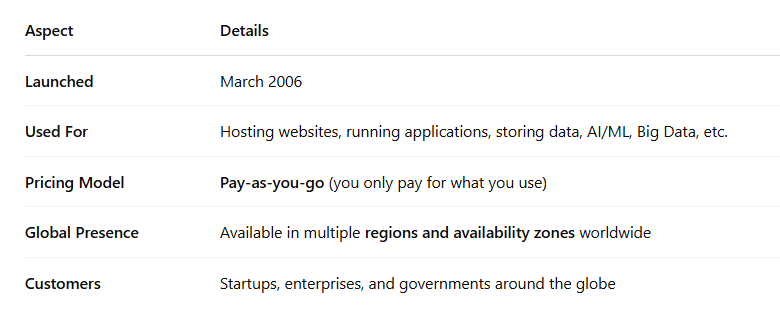 Aspect Details
Launched March 2006
Used For Hosting websites, running applications, storing data, AI/ML, Big Data, etc.
Pricing Model Pay-as-you-go (you only pay for what you use)
Global Presence Available in multiple regions and availability zones worldwide
Customers Startups, enterprises, and governments around the globe